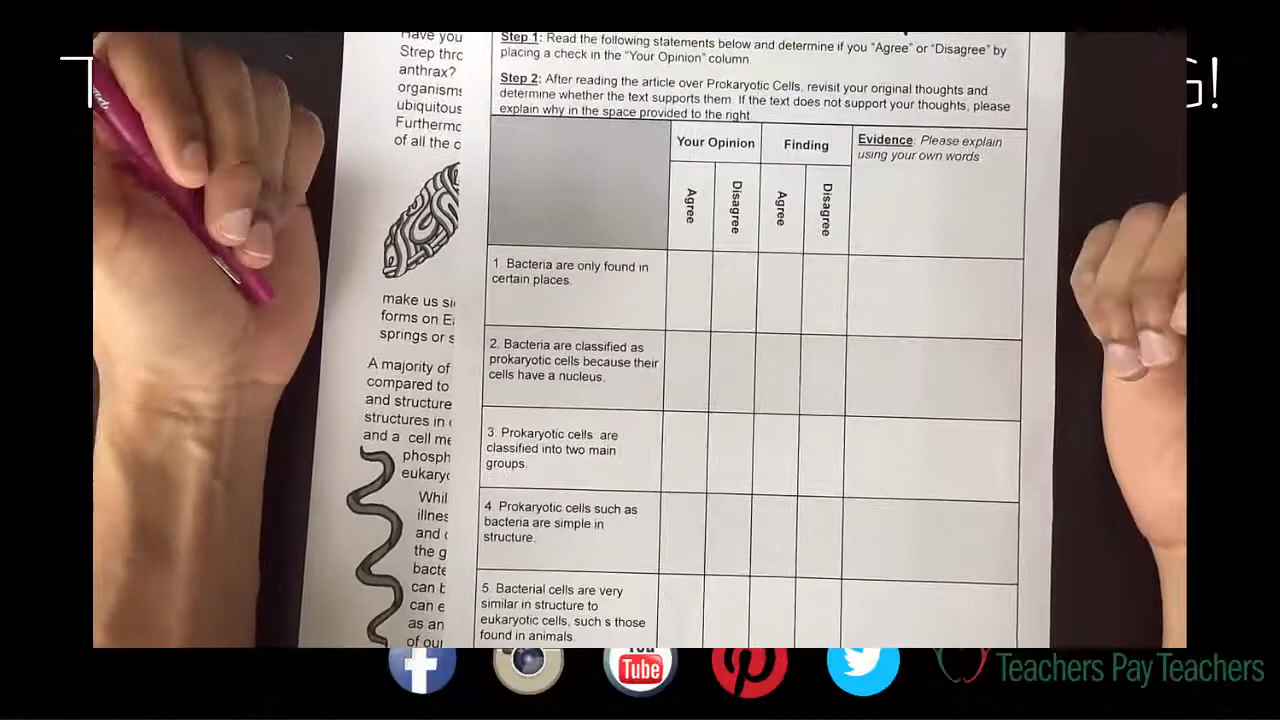 T
G!
Have you
Strep thro
anthrax?
organisms
ubiquitous
Furthermo
of all the o
make us si
forms on Ea
springs or s
A majority of
compared to
and structure
structures in
and a cell me
phosph
eukaryo
Whil
illnes
and
the g
bacte
can b
can e
as an
of our
Step 1: Read the following statements below and determine if you "Agree" or "Disagree" by
placing a check in the "Your Opinion" column.
Step 2: After reading the article over Prokaryotic Cells, revisit your original thoughts and
determine whether the text supports them. If the text does not support your thoughts, please
explain why in the space provided to the right.
Your Opinion
Finding
Evidence: Please explain
using your own words
Agree
Disagree
Agree
Disagree
1. Bacteria are only found in
certain places.
2. Bacteria are classified as
prokaryotic cells because their
cells have a nucleus.
3. Prokaryotic cells are
classified into two main
groups.
4. Prokaryotic cells such as
bacteria are simple in
structure.
5. Bacterial cells are very
similar in structure to
eukaryotic cells, such s those
found in animals.
You
Tube
Teachers Pay Teachers